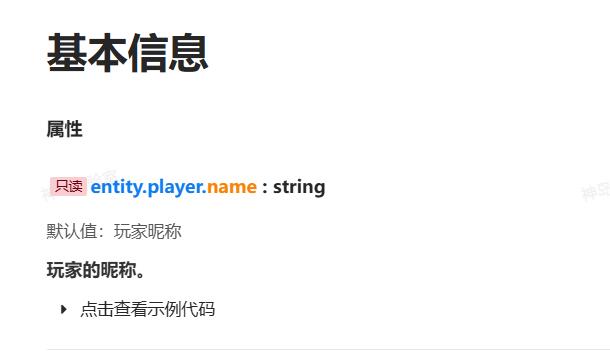 基本信息
属性
只读 entity.player.name : string
默认值：玩家昵称
玩家的昵称。
点击查看示例代码